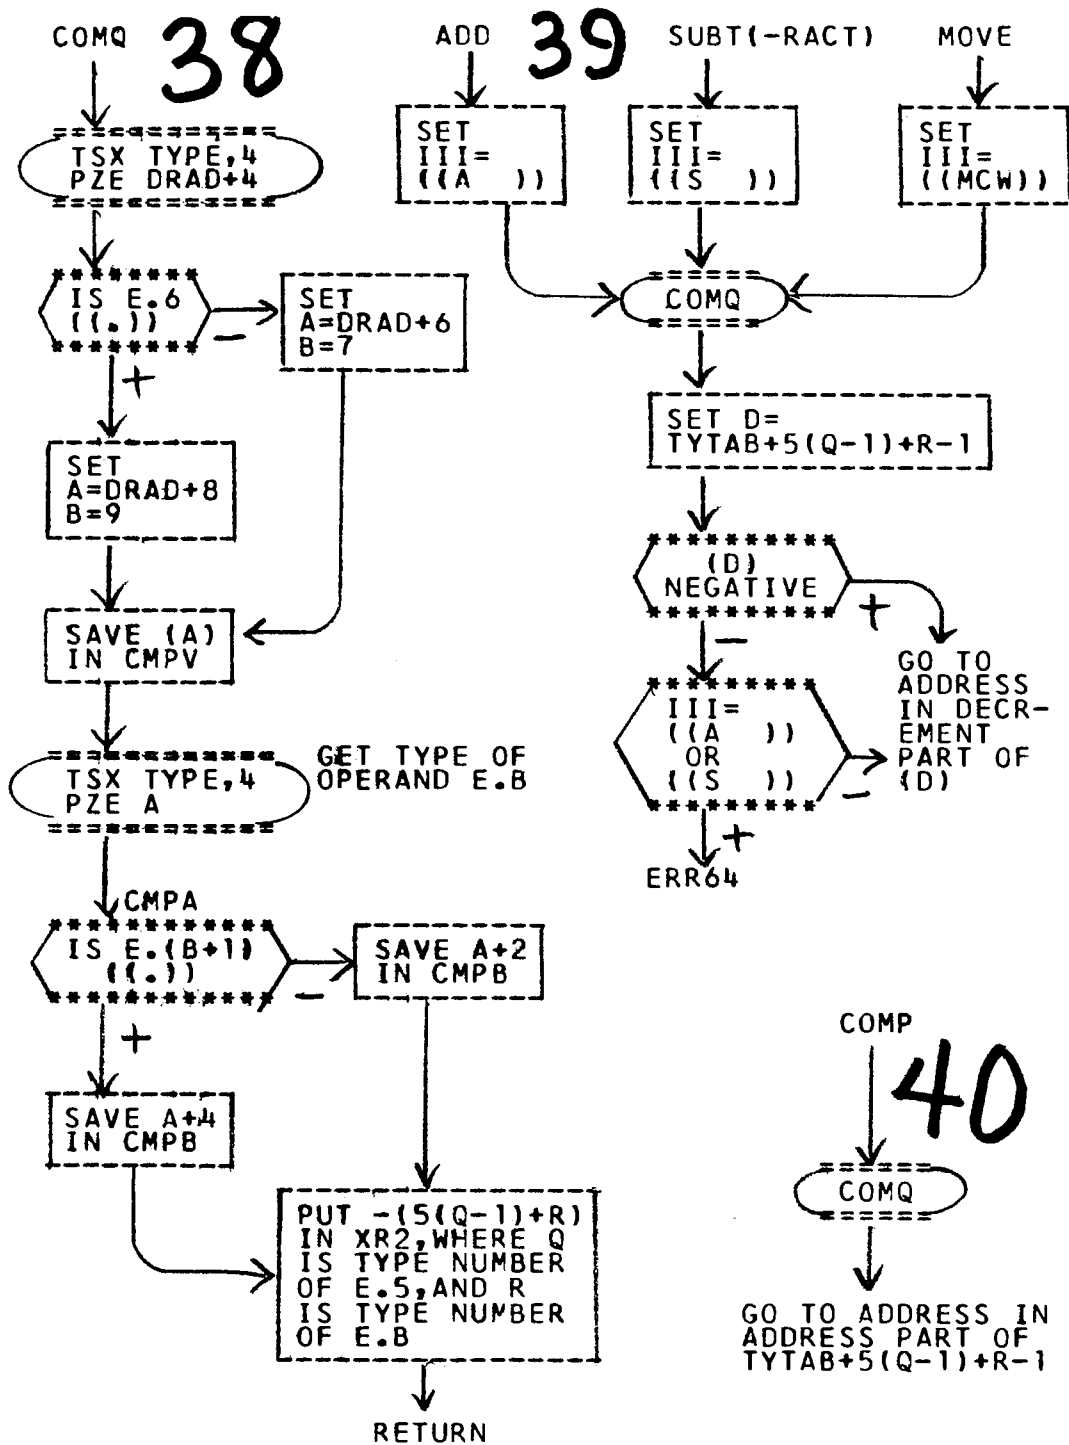 COMQ
38
TSX TYPE,4
PZE DRAD+4
IS E.6
((.))
-
+
SET
A=DRAD+6
B=7
SET
A=DRAD+8
B=9
SAVE (A)
IN CMPV
TSX TYPE,4
PZE A
GET TYPE OF
OPERAND E.B
CMPA
IS E.(B+1)
((.))
-
+
SAVE A+2
IN CMPB
SAVE A+4
IN CMPB
PUT -(5(Q-1)+R)
IN XR2,WHERE Q
IS TYPE NUMBER
OF E.5,AND R
IS TYPE NUMBER
OF E.B
RETURN
39
ADD
SUBT(-RACT)
MOVE
SET
III=
((A   ))
SET
III=
((S   ))
SET
III=
((MCW))
COMQ
SET D=
TYTAB+5(Q-1)+R-1
(D)
NEGATIVE
+
-
GO TO
ADDRESS
IN DECR-
EMENT
PART OF
(D)
III=
((A   ))
OR
((S   ))
-
+
ERR64
40
COMP
COMQ
GO TO ADDRESS IN
ADDRESS PART OF
TYTAB+5(Q-1)+R-1